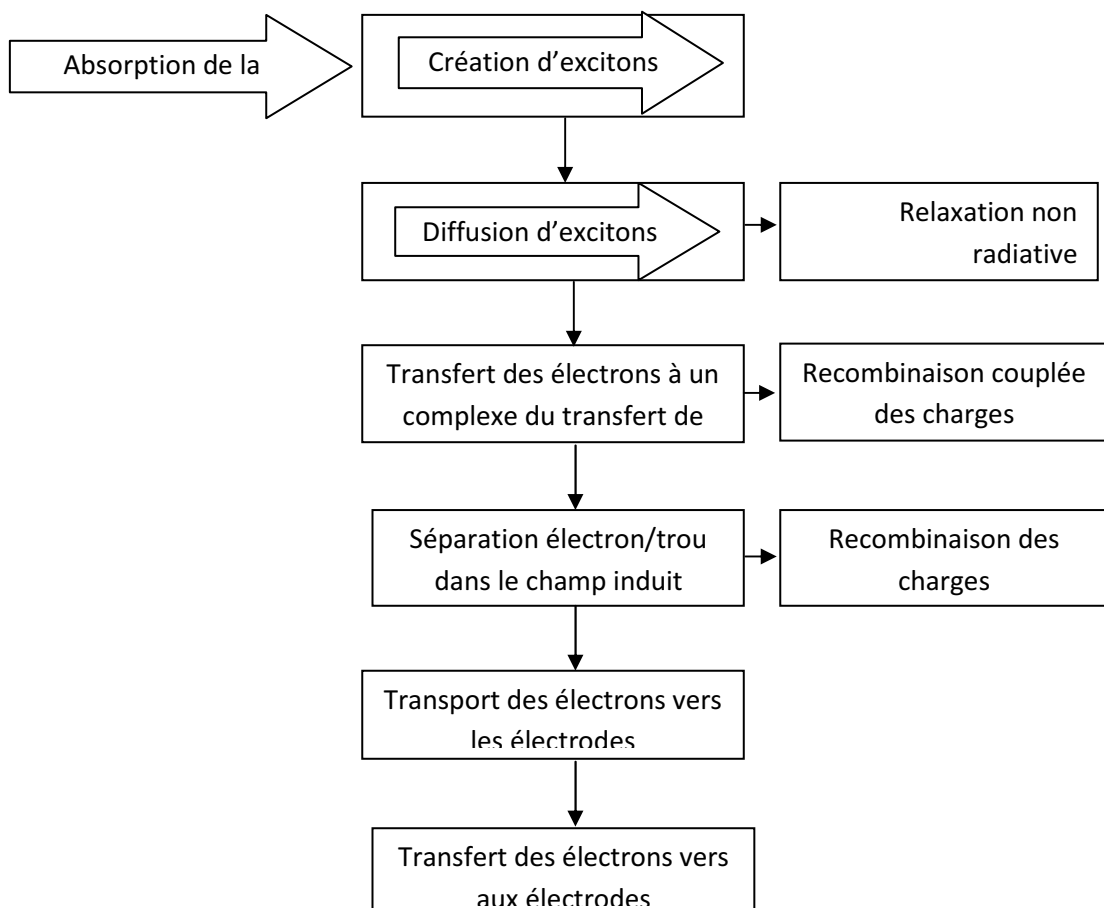 Absorption de la
Création d’excitons
Diffusion d’excitons
Relaxation non
radiative
Transfert des électrons à un
complexe du transfert de
Recombinaison couplée
des charges
Séparation électron/trou
dans le champ induit
Recombinaison des
charges
Transport des électrons vers
les électrodes
Transfert des électrons vers
aux électrodes